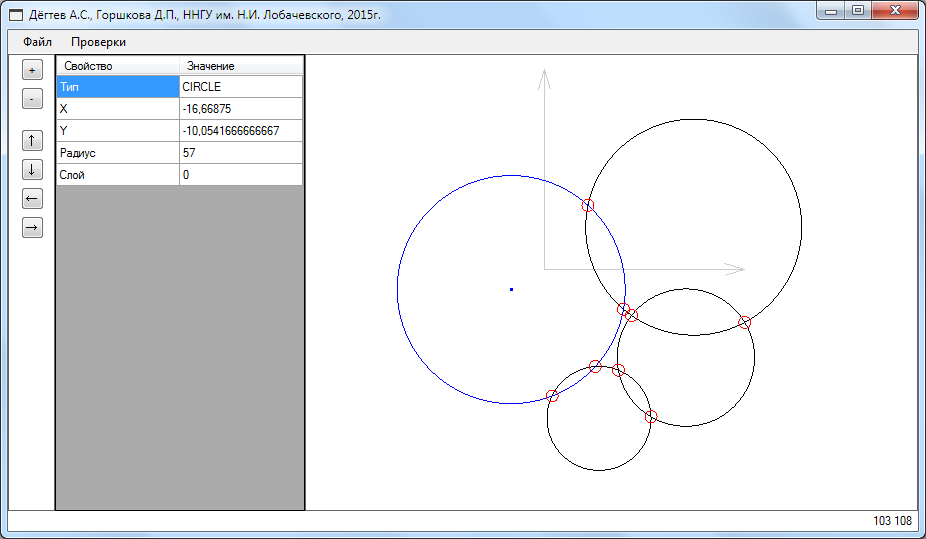 Дёгтев А.С., Горшкова Д.П., ННГУ им. Н.И. Лобачевского, 2015г.
Файл Проверки
+
-
↑
↓
←
→
Свойство Значение
Тип CIRCLE
X -16,66875
Y -10,0541666666667
Радиус 57
Слой 0
103 108